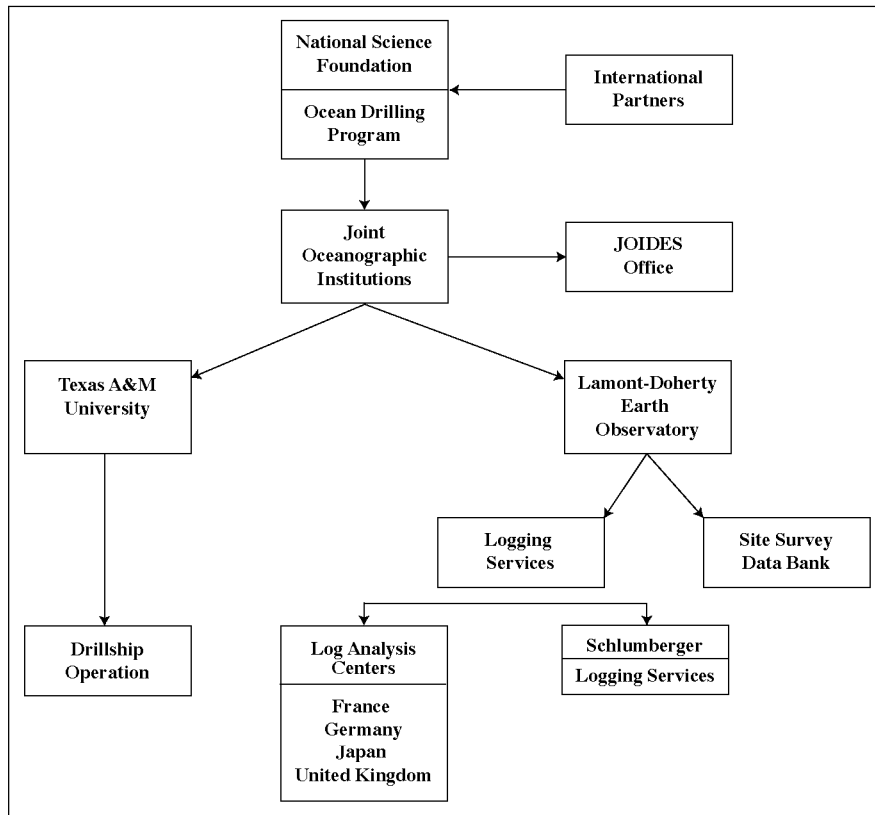 National Science
Foundation
Ocean Drilling
Program
International
Partners
Joint
Oceanographic
Institutions
JOIDES
Office
Texas A&M
University
Lamont-Doherty
Earth
Observatory
Logging
Services
Site Survey
Data Bank
Drillship
Operation
Log Analysis
Centers
France
Germany
Japan
United Kingdom
Schlumberger
Logging Services